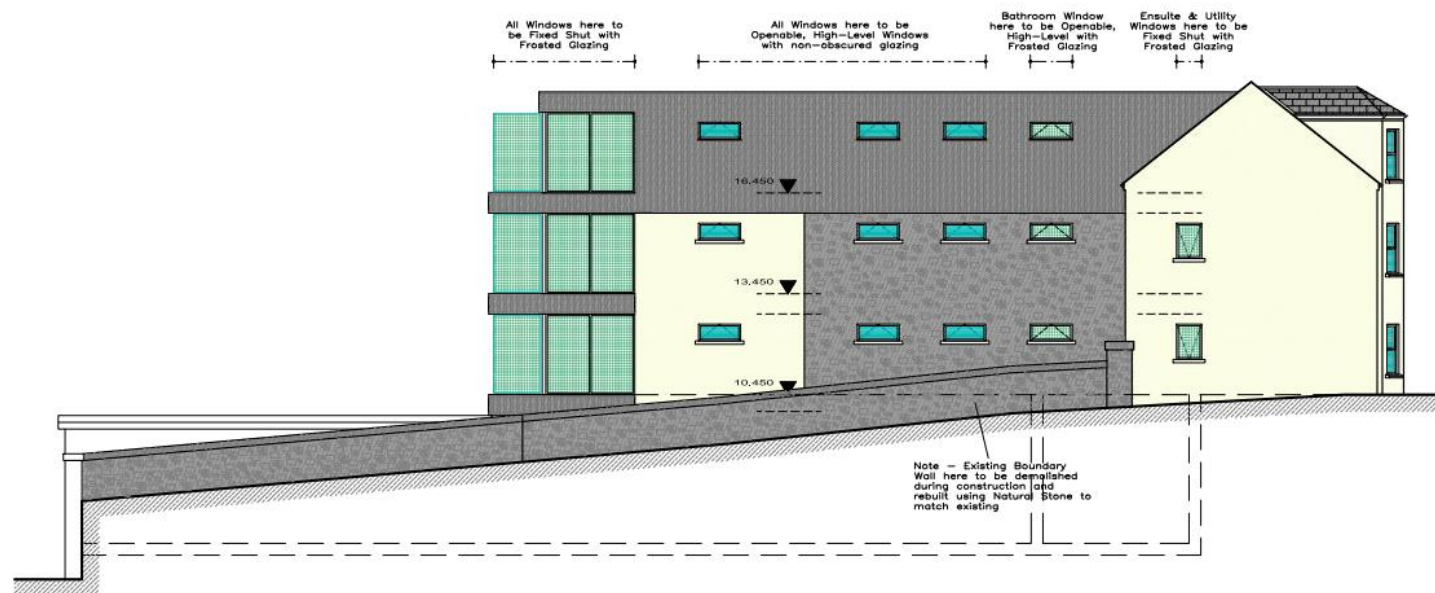 All Windows here to
be Fixed Shut with
Frosted Glazing
All Windows here to be
Openable, High-Level Windows
with non-obscured glazing
Bathroom Window
here to be Openable,
High-Level with
Frosted Glazing
Ensuite & Utility
Windows here to be
Fixed Shut with
Frosted Glazing
16.450
13.450
10.450
Note - Existing Boundary
Wall here to be demolished
during construction and
rebuilt using Natural Stone to
match existing